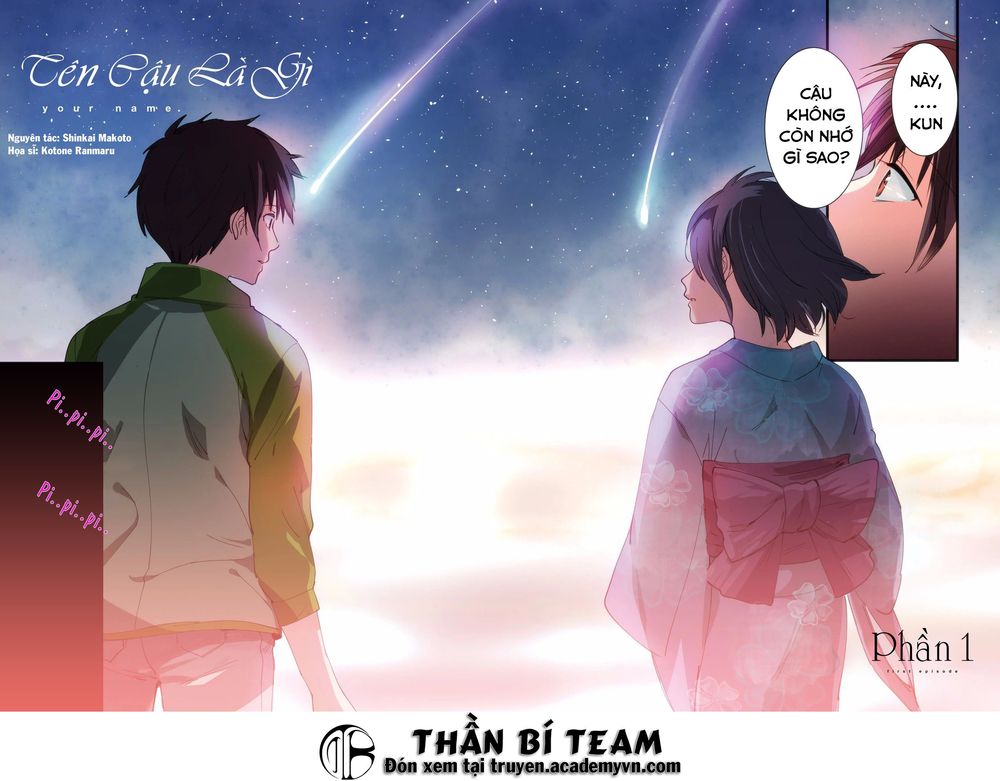 Tên Cậu Là Gì
your name.
Nguyên tác: Shinkai Makoto
Họa sĩ: Kotone Ranmaru
NÀY,
....
KUN
CẬU
KHÔNG
CÒN NHỚ
GÌ SAO?
Pi..pi..pi..
Pi..pi..pi..
Phần 1
first episode
THẦN BÍ TEAM
Đón xem tại truyen.academyvn.com